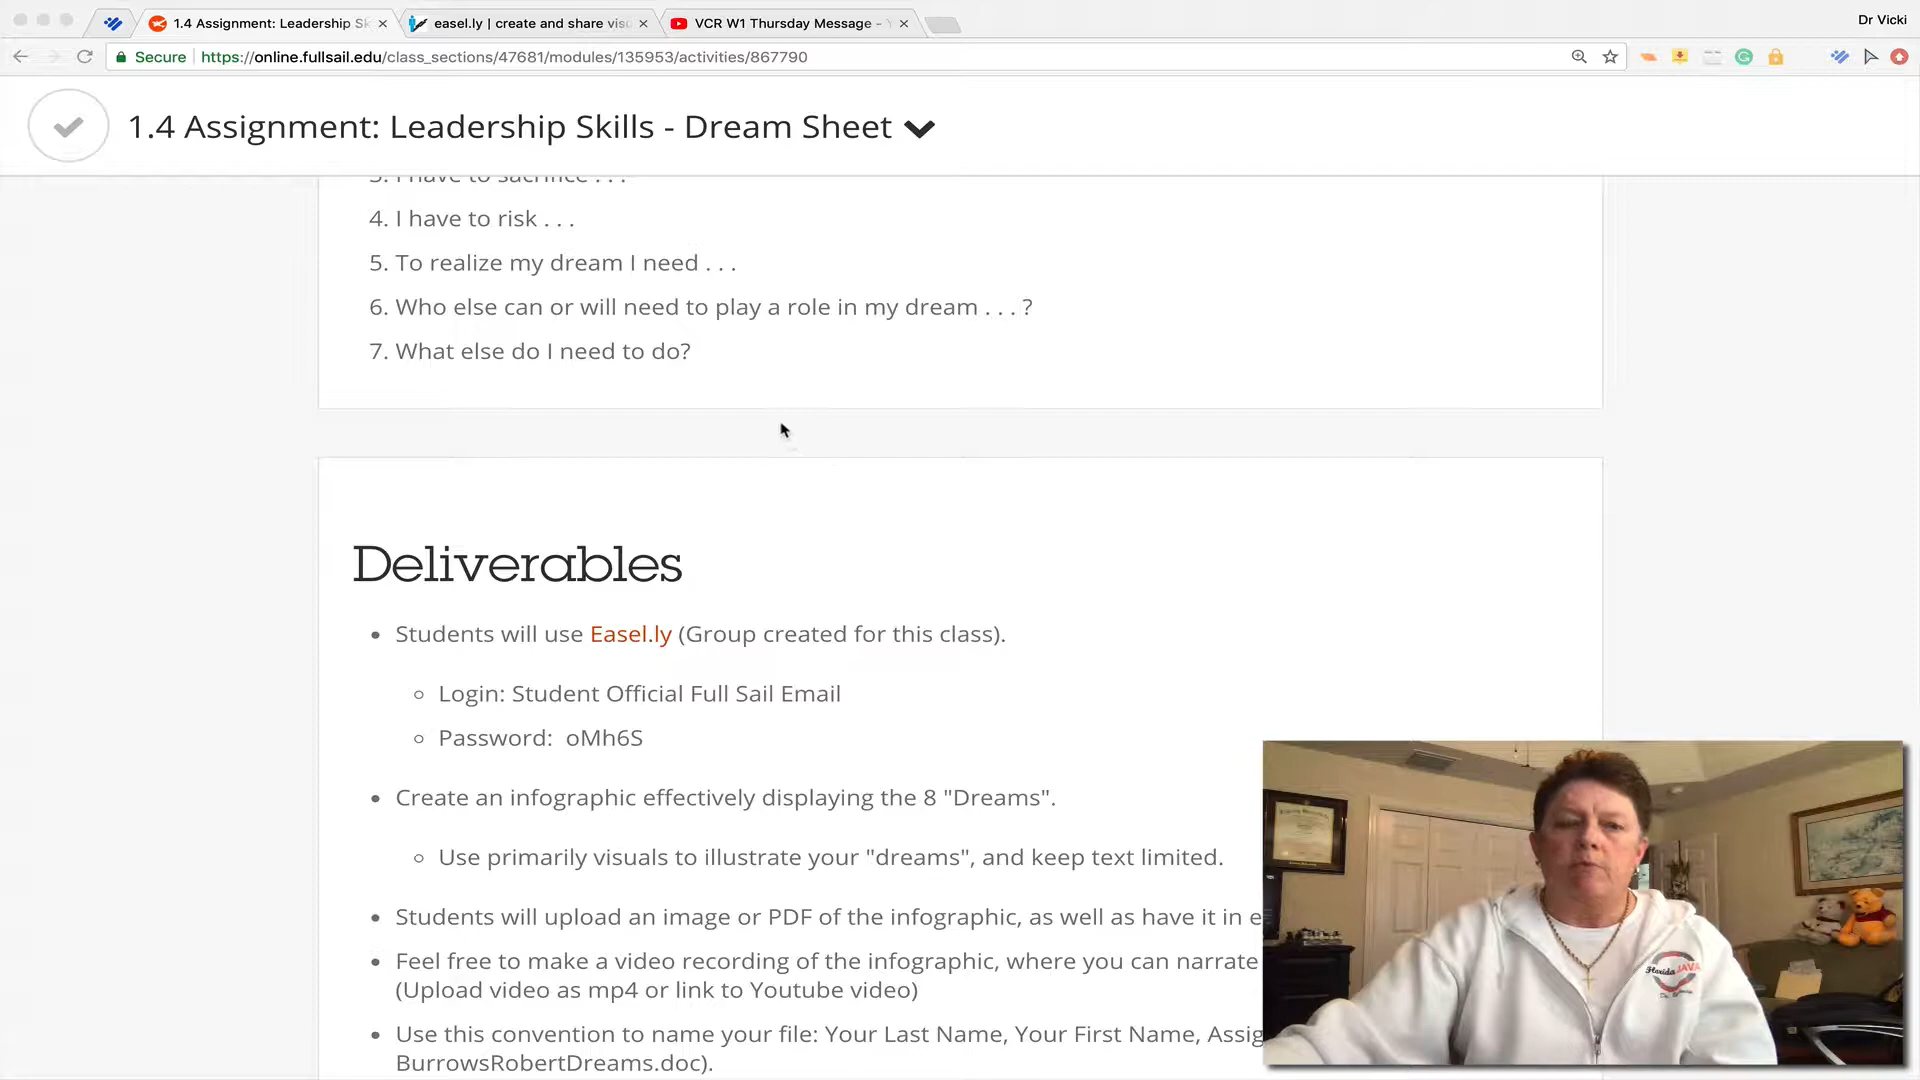 1.4 Assignment: Leadership Sk
easel.ly | create and share visu
VCR W1 Thursday Message - Y
Dr Vicki
Secure https://online.fullsail.edu/class_sections/47681/modules/135953/activities/867790
1.4 Assignment: Leadership Skills - Dream Sheet
3. I have to sacrifice . . .
4. I have to risk . . .
5. To realize my dream I need . . .
6. Who else can or will need to play a role in my dream . . . ?
7. What else do I need to do?
Deliverables
Students will use Easel.ly (Group created for this class).
Login: Student Official Full Sail Email
Password: oMh6S
Create an infographic effectively displaying the 8 "Dreams".
Use primarily visuals to illustrate your "dreams", and keep text limited.
Students will upload an image or PDF of the infographic, as well as have it in e
Feel free to make a video recording of the infographic, where you can narrate
(Upload video as mp4 or link to Youtube video)
Use this convention to name your file: Your Last Name, Your First Name, Assig
BurrowsRobertDreams.doc).
Florida JAVA